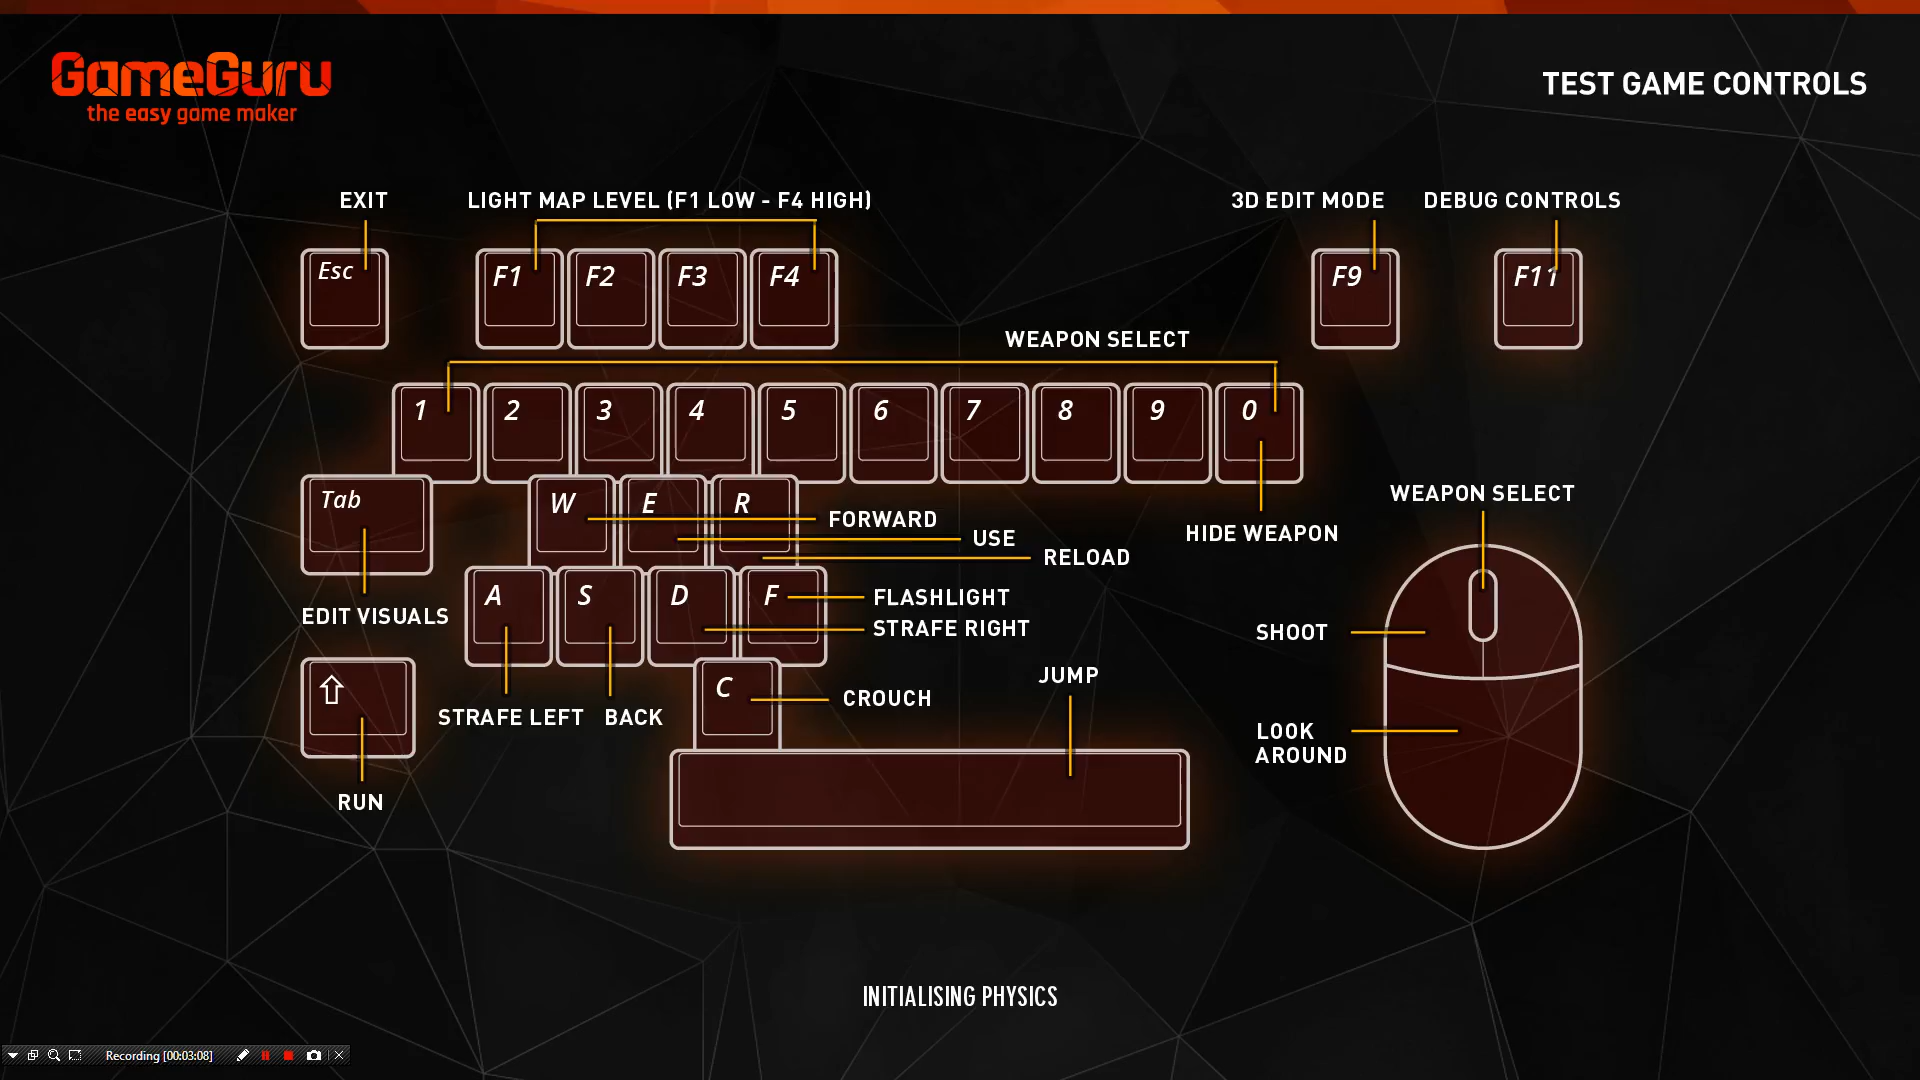 GameGuru
the easy game maker
TEST GAME CONTROLS
EXIT
LIGHT MAP LEVEL (F1 LOW - F4 HIGH)
3D EDIT MODE
DEBUG CONTROLS
Esc
F1
F2
F3
F4
F9
F11
WEAPON SELECT
1
2
3
4
5
6
7
8
9
0
Tab
W
E
R
FORWARD
USE
RELOAD
HIDE WEAPON
WEAPON SELECT
EDIT VISUALS
A
S
D
F
FLASHLIGHT
STRAFE RIGHT
SHOOT
STRAFE LEFT
BACK
C
CROUCH
JUMP
LOOK
AROUND
RUN
INITIALISING PHYSICS
Recording [00:03:08]